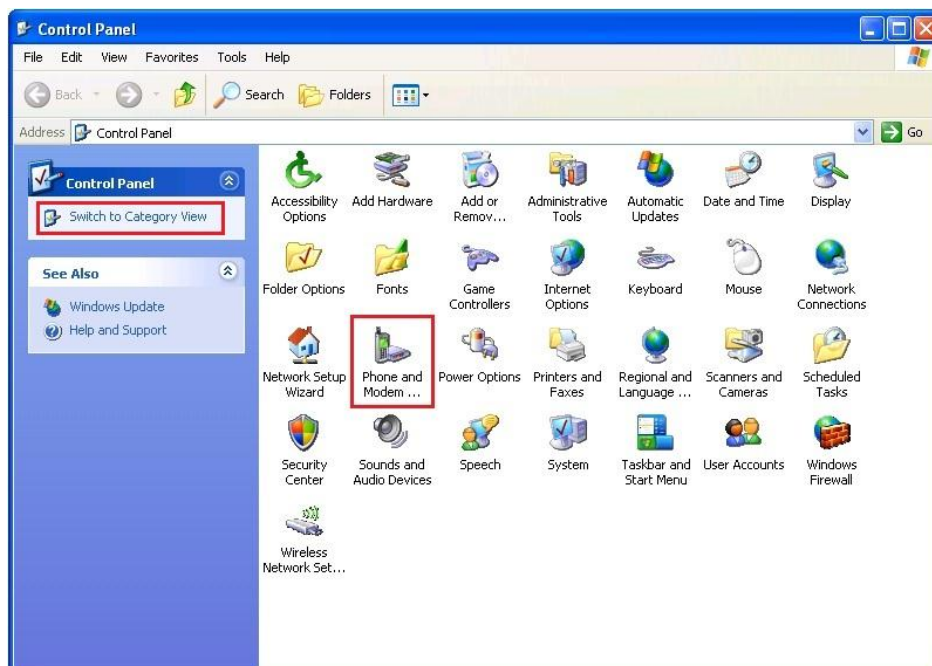 Control Panel
File Edit View Favorites Tools Help
Back Search Folders
Address Control Panel Go
Control Panel
Switch to Category View
See Also
Windows Update
Help and Support
Accessibility Options
Add Hardware
Add or Remov...
Administrative Tools
Automatic Updates
Date and Time
Display
Folder Options
Fonts
Game Controllers
Internet Options
Keyboard
Mouse
Network Connections
Network Setup Wizard
Phone and Modem ...
Power Options
Printers and Faxes
Regional and Language ...
Scanners and Cameras
Scheduled Tasks
Security Center
Sounds and Audio Devices
Speech
System
Taskbar and Start Menu
User Accounts
Windows Firewall
Wireless Network Set...